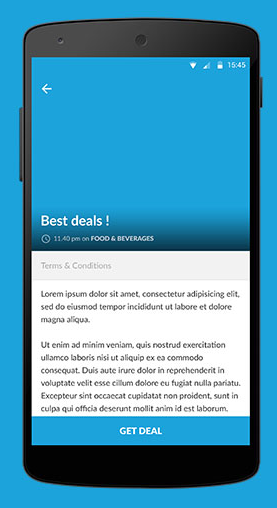 15:45
Best deals !
11.40 pm on FOOD & BEVERAGES
Terms & Conditions
Lorem ipsum dolor sit amet, consectetur adipisicing elit,
sed do eiusmod tempor incididunt ut labore et dolore
magna aliqua.
Ut enim ad minim veniam, quis nostrud exercitation
ullamco laboris nisi ut aliquip ex ea commodo
consequat. Duis aute irure dolor in reprehenderit in
voluptate velit esse cillum dolore eu fugiat nulla pariatu.
Excepteur sint occaecat cupidatat non proident, sunt in
culpa qui officia deserunt mollit anim id est laborum.
GET DEAL